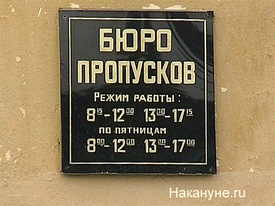 БЮРО
ПРОПУСКОВ
РЕЖИМ РАБОТЫ:
8¹⁵-12⁰⁰ 13⁰⁰-17¹⁵
ПО ПЯТНИЦАМ
8⁰⁰-12⁰⁰ 13⁰⁰-17⁰⁰
Накануне.ru